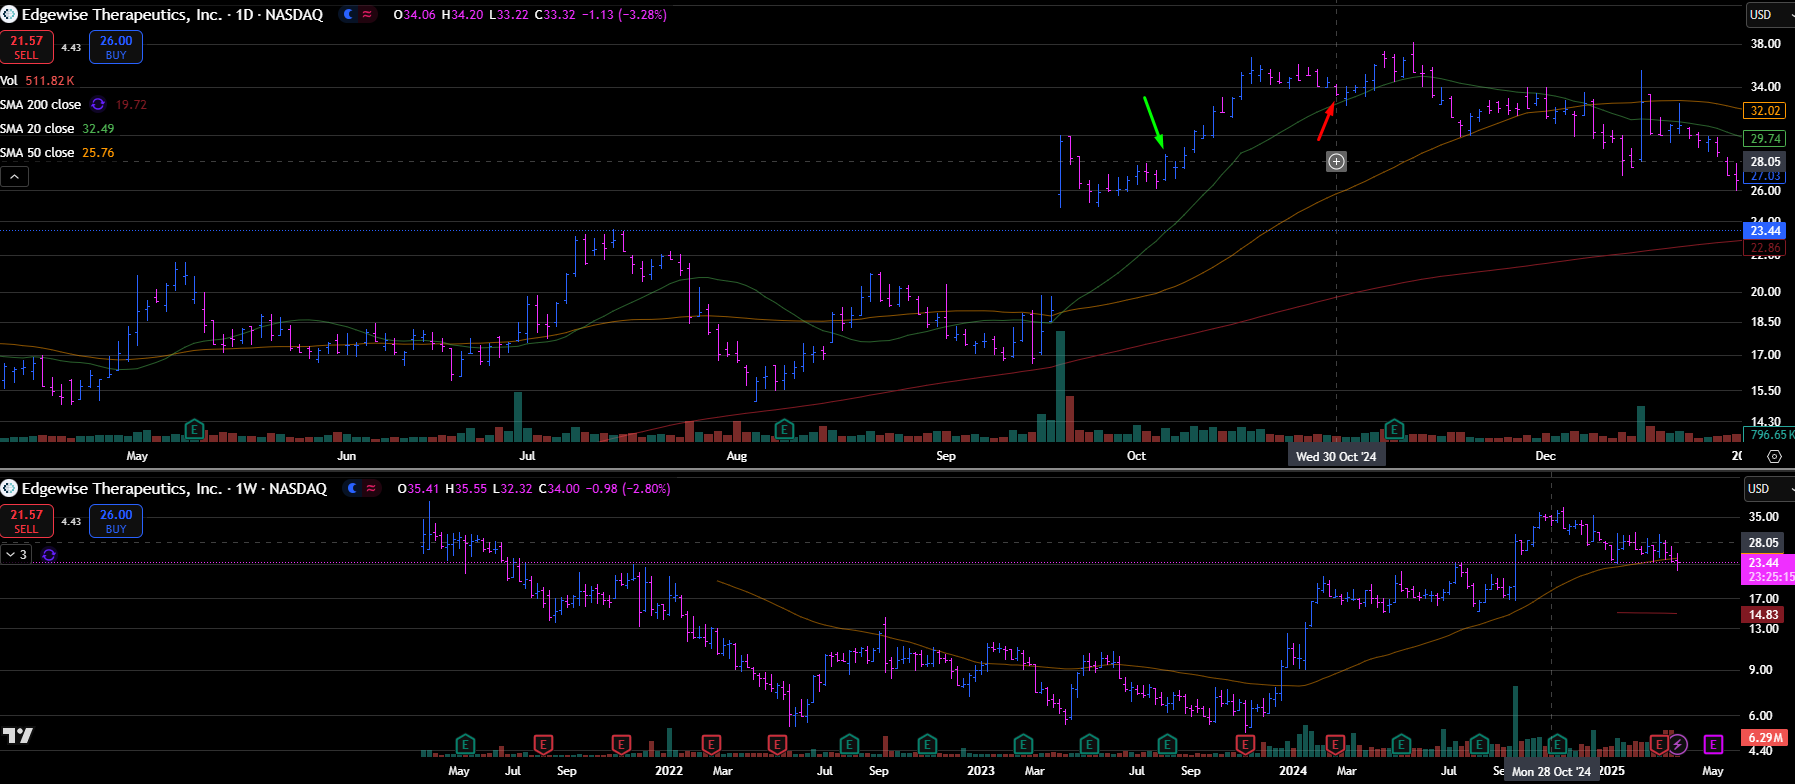 Edgewise Therapeutics, Inc. · 1D · NASDAQ O34.06 H34.20 L33.22 C33.32 −1.13 (−3.28%)
USD
21.57 4.43 26.00
SELL BUY
Vol 511.82K
SMA 200 close 19.72
SMA 20 close 32.49
SMA 50 close 25.76
38.00
34.00
32.02
29.74
28.05
27.03
26.00
24.00
23.44
22.86
22.00
20.00
18.50
17.00
15.50
14.30
796.65K
E E E
May Jun Jul Aug Sep Oct Wed 30 Oct '24 Dec 20
Edgewise Therapeutics, Inc. · 1W · NASDAQ O35.41 H35.55 L32.32 C34.00 −0.98 (−2.80%)
USD
21.57 4.43 26.00
SELL BUY
3
35.00
28.05
23.44
23:25:15
17.00
14.83
13.00
9.00
6.00
6.29M
4.40
E E E E E E E E E E E E E E E E E
May Jul Sep 2022 Mar Jul Sep 2023 Mar Jul Sep 2024 Mar Jul Se Mon 28 Oct '24 2025 May